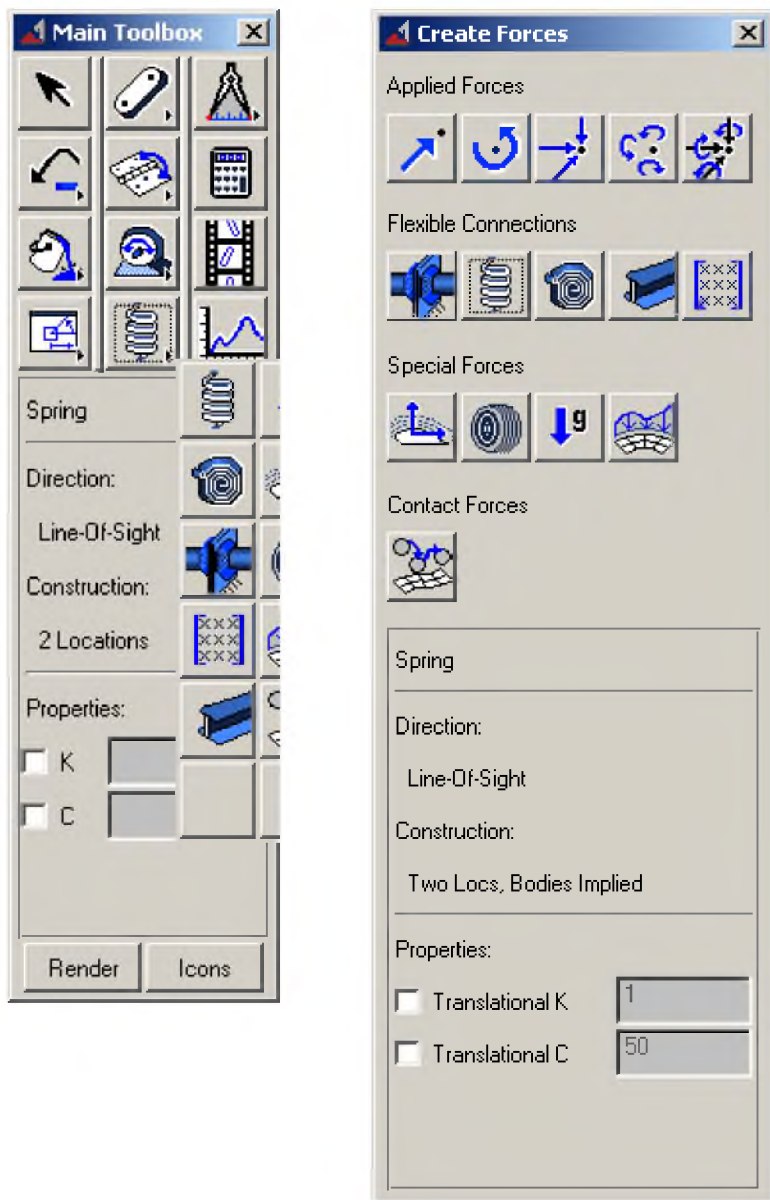 Main Toolbox
Spring
Direction:
Line-Of-Sight
Construction:
2 Locations
Properties:
K
C
Render
Icons
Create Forces
Applied Forces
Flexible Connections
Special Forces
g
Contact Forces
Spring
Direction:
Line-Of-Sight
Construction:
Two Locs, Bodies Implied
Properties:
Translational K
1
Translational C
50